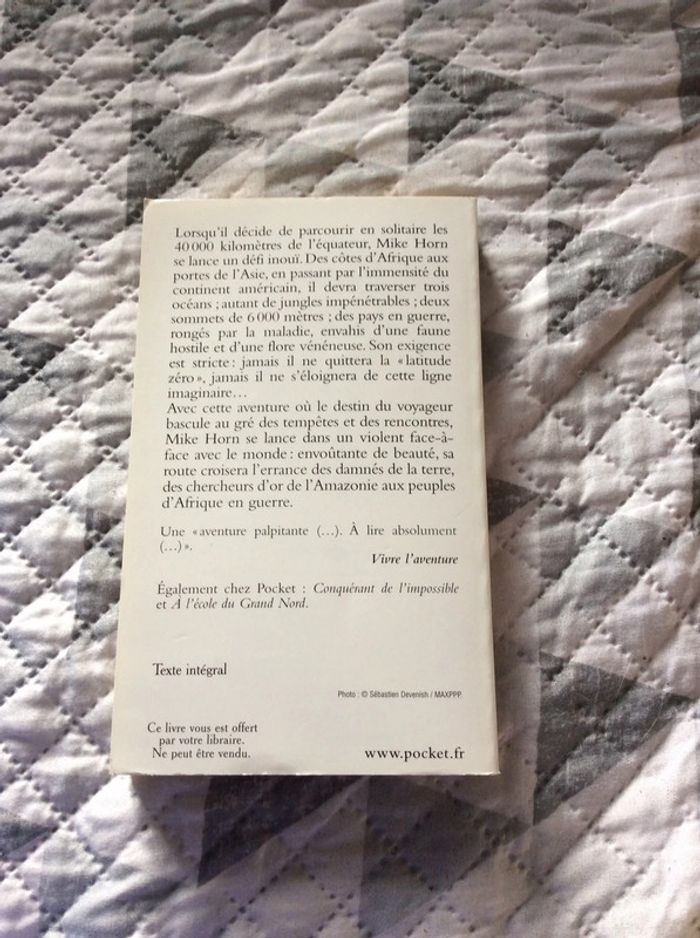 Lorsqu'il décide de parcourir en solitaire les
40 000 kilomètres de l'équateur, Mike Horn
se lance un défi inouï. Des côtes d'Afrique aux
portes de l'Asie, en passant par l'immensité du
continent américain, il devra traverser trois
océans ; autant de jungles impénétrables ; deux
sommets de 6 000 mètres ; des pays en guerre,
rongés par la maladie, envahis d'une faune
hostile et d'une flore vénéneuse. Son exigence
est stricte : jamais il ne quittera la « latitude
zéro », jamais il ne s'éloignera de cette ligne
imaginaire…
Avec cette aventure où le destin du voyageur
bascule au gré des tempêtes et des rencontres,
Mike Horn se lance dans un violent face-à-
face avec le monde : envoûtante de beauté, sa
route croisera l'errance des damnés de la terre,
des chercheurs d'or de l'Amazonie aux peuples
d'Afrique en guerre.
Une « aventure palpitante (…). À lire absolument
(…) ».
Vivre l'aventure
Également chez Pocket : Conquérant de l'impossible
et À l'école du Grand Nord.
Texte intégral
Photo : © Sébastien Devenish / MAXPPP.
Ce livre vous est offert
par votre libraire.
Ne peut être vendu.
www.pocket.fr